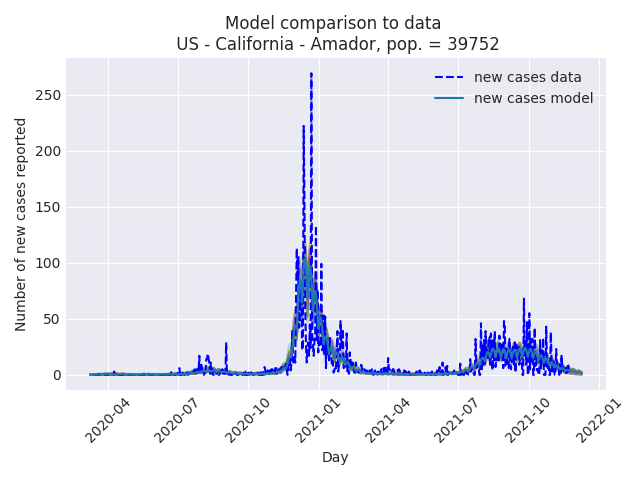 Model comparison to data
US - California - Amador, pop. = 39752
new cases data
new cases model
Number of new cases reported
250
200
150
100
50
0
2020-04
2020-07
2020-10
2021-01
2021-04
2021-07
2021-10
2022-01
Day